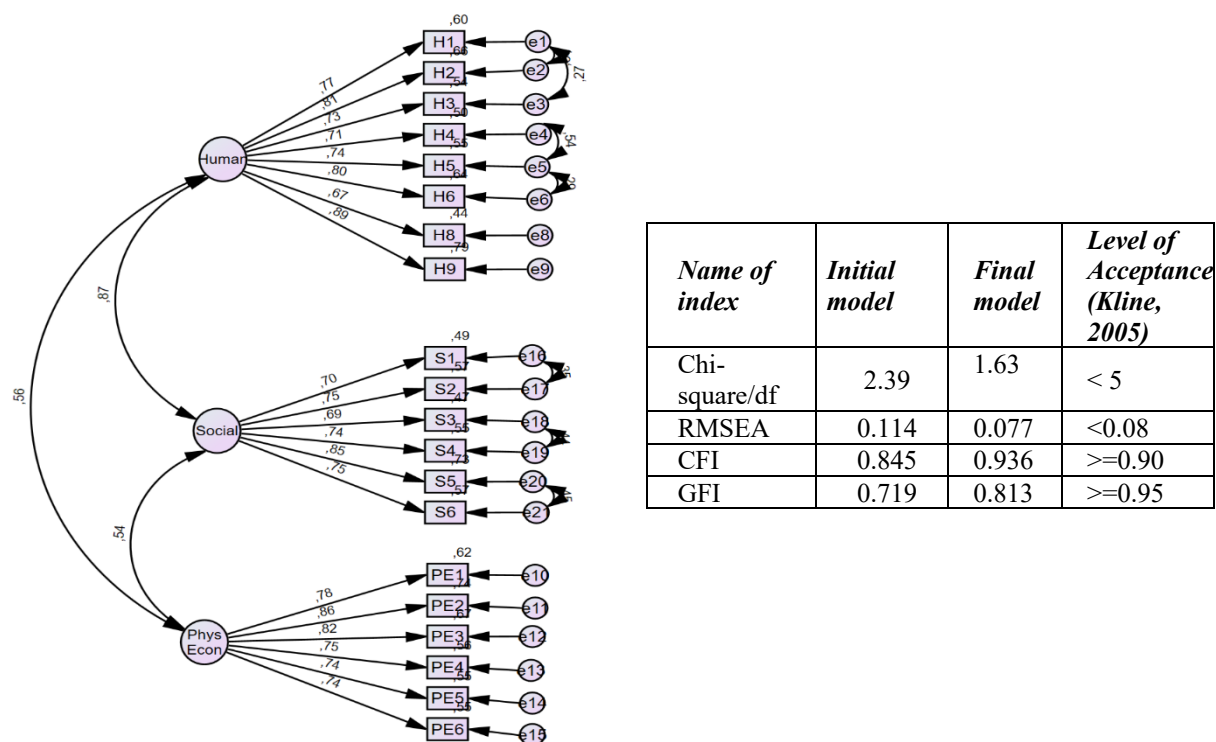 ,60
H1
e1
,77
,66
H2
e2
,81
,27
,54
H3
e3
,73
,50
H4
e4
,71
,54
,55
H5
e5
,74
,64
H6
e6
,80
Human
,44
H8
e8
,67
,79
H9
e9
,89
,87
,56
,49
S1
e16
,70
,57
S2
e17
,75
,47
S3
e18
,69
,55
S4
e19
,74
Social
,73
S5
e20
,85
,57
S6
e21
,75
,45
,54
,62
PE1
e10
,78
,74
PE2
e11
,86
,67
PE3
e12
,82
,56
PE4
e13
,75
Phys
Econ
,55
PE5
e14
,74
,55
PE6
e15
,74
Name of index Initial model Final model Level of Acceptance (Kline, 2005)
Chi-square/df 2.39 1.63 < 5
RMSEA 0.114 0.077 <0.08
CFI 0.845 0.936 >=0.90
GFI 0.719 0.813 >=0.95